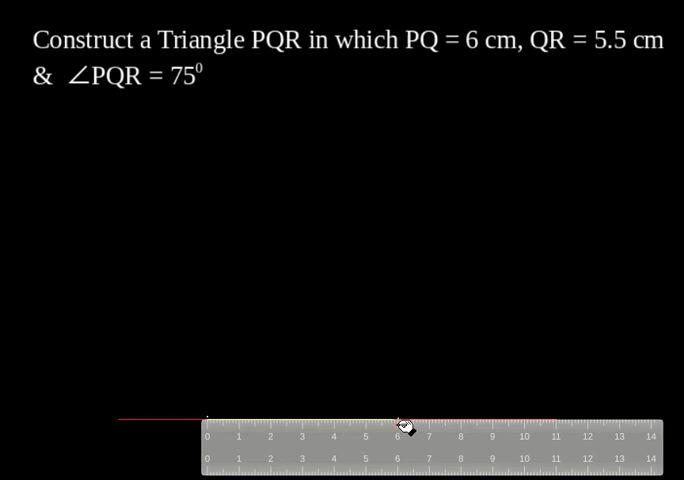 Construct a Triangle PQR in which PQ = 6 cm, QR = 5.5 cm
& ∠PQR = 75⁰
0 1 2 3 4 5 6 7 8 9 10 11 12 13 14
0 1 2 3 4 5 6 7 8 9 10 11 12 13 14